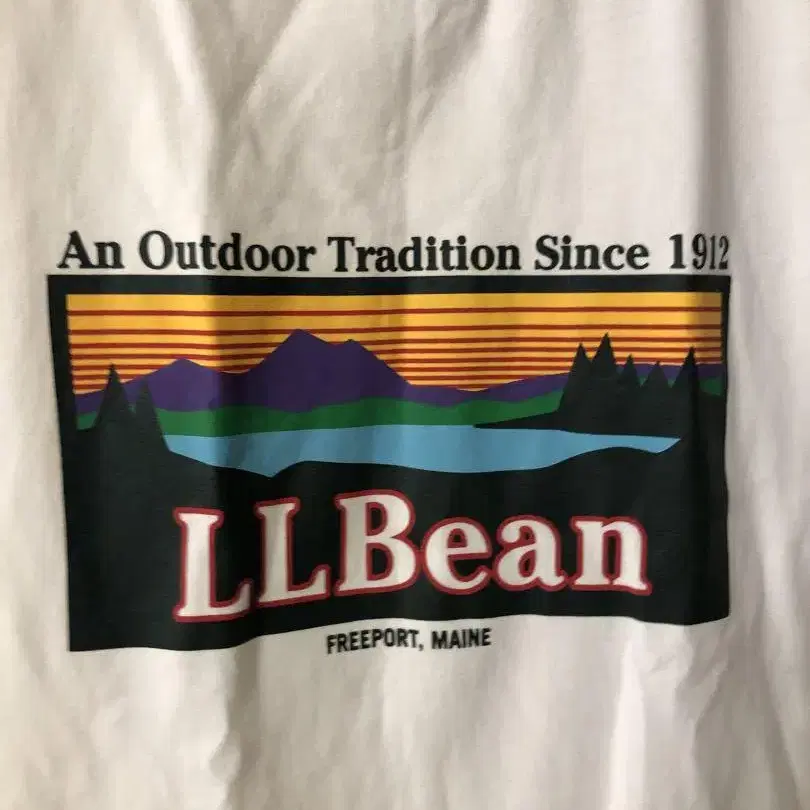 An Outdoor Tradition Since 1912
LLBean
FREEPORT, MAINE